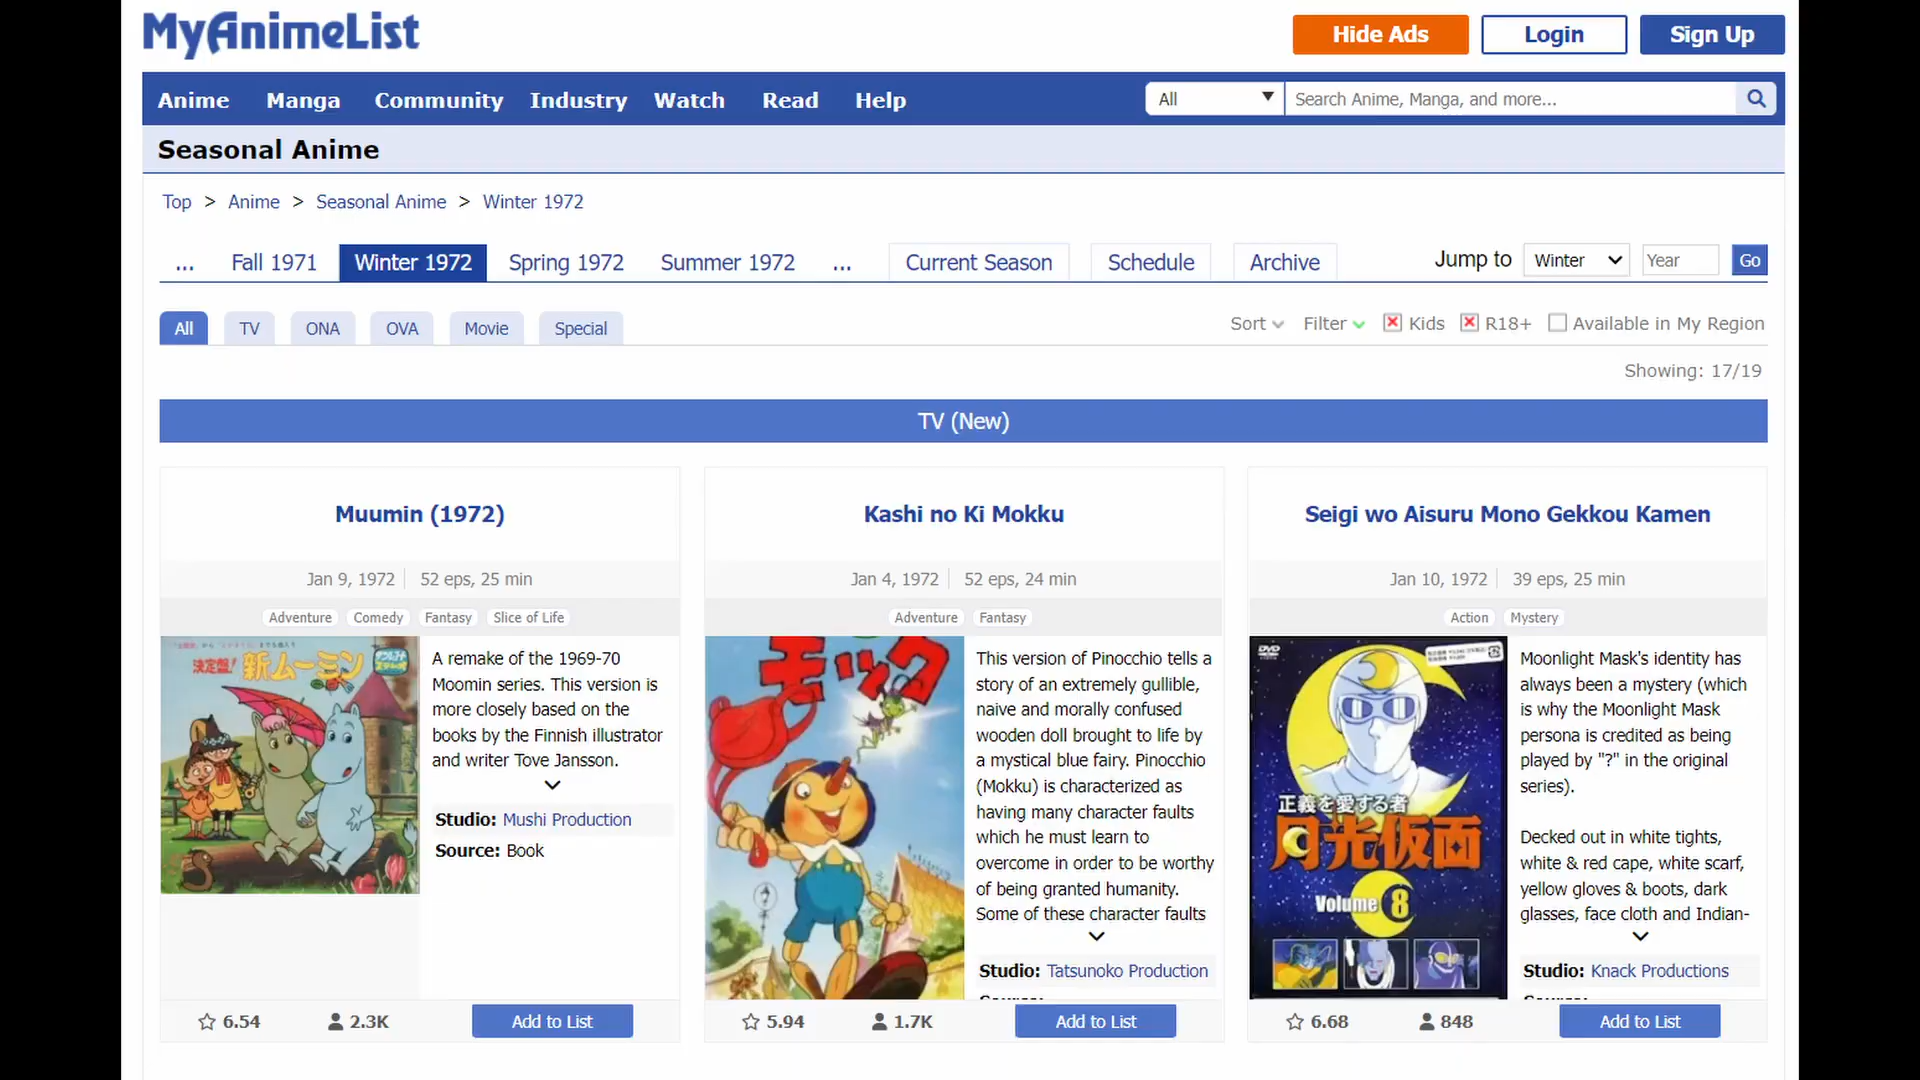 MyAnimeList
Hide Ads
Login
Sign Up
Anime
Manga
Community
Industry
Watch
Read
Help
All
Search Anime, Manga, and more...
Seasonal Anime
Top > Anime > Seasonal Anime > Winter 1972
...
Fall 1971
Winter 1972
Spring 1972
Summer 1972
...
Current Season
Schedule
Archive
Jump to
Winter
Year
Go
All
TV
ONA
OVA
Movie
Special
Sort
Filter
Kids
R18+
Available in My Region
Showing: 17/19
TV (New)
Muumin (1972)
Jan 9, 1972
52 eps, 25 min
Adventure
Comedy
Fantasy
Slice of Life
決定盤!
新ムーミン
A remake of the 1969-70
Moomin series. This version is
more closely based on the
books by the Finnish illustrator
and writer Tove Jansson.
Studio: Mushi Production
Source: Book
6.54
2.3K
Add to List
Kashi no Ki Mokku
Jan 4, 1972
52 eps, 24 min
Adventure
Fantasy
モック
This version of Pinocchio tells a
story of an extremely gullible,
naive and morally confused
wooden doll brought to life by
a mystical blue fairy. Pinocchio
(Mokku) is characterized as
having many character faults
which he must learn to
overcome in order to be worthy
of being granted humanity.
Some of these character faults
Studio: Tatsunoko Production
5.94
1.7K
Add to List
Seigi wo Aisuru Mono Gekkou Kamen
Jan 10, 1972
39 eps, 25 min
Action
Mystery
DVD
正義を愛する者
月光仮面
Volume 8
Moonlight Mask's identity has
always been a mystery (which
is why the Moonlight Mask
persona is credited as being
played by "?" in the original
series).
Decked out in white tights,
white & red cape, white scarf,
yellow gloves & boots, dark
glasses, face cloth and Indian-
Studio: Knack Productions
6.68
848
Add to List